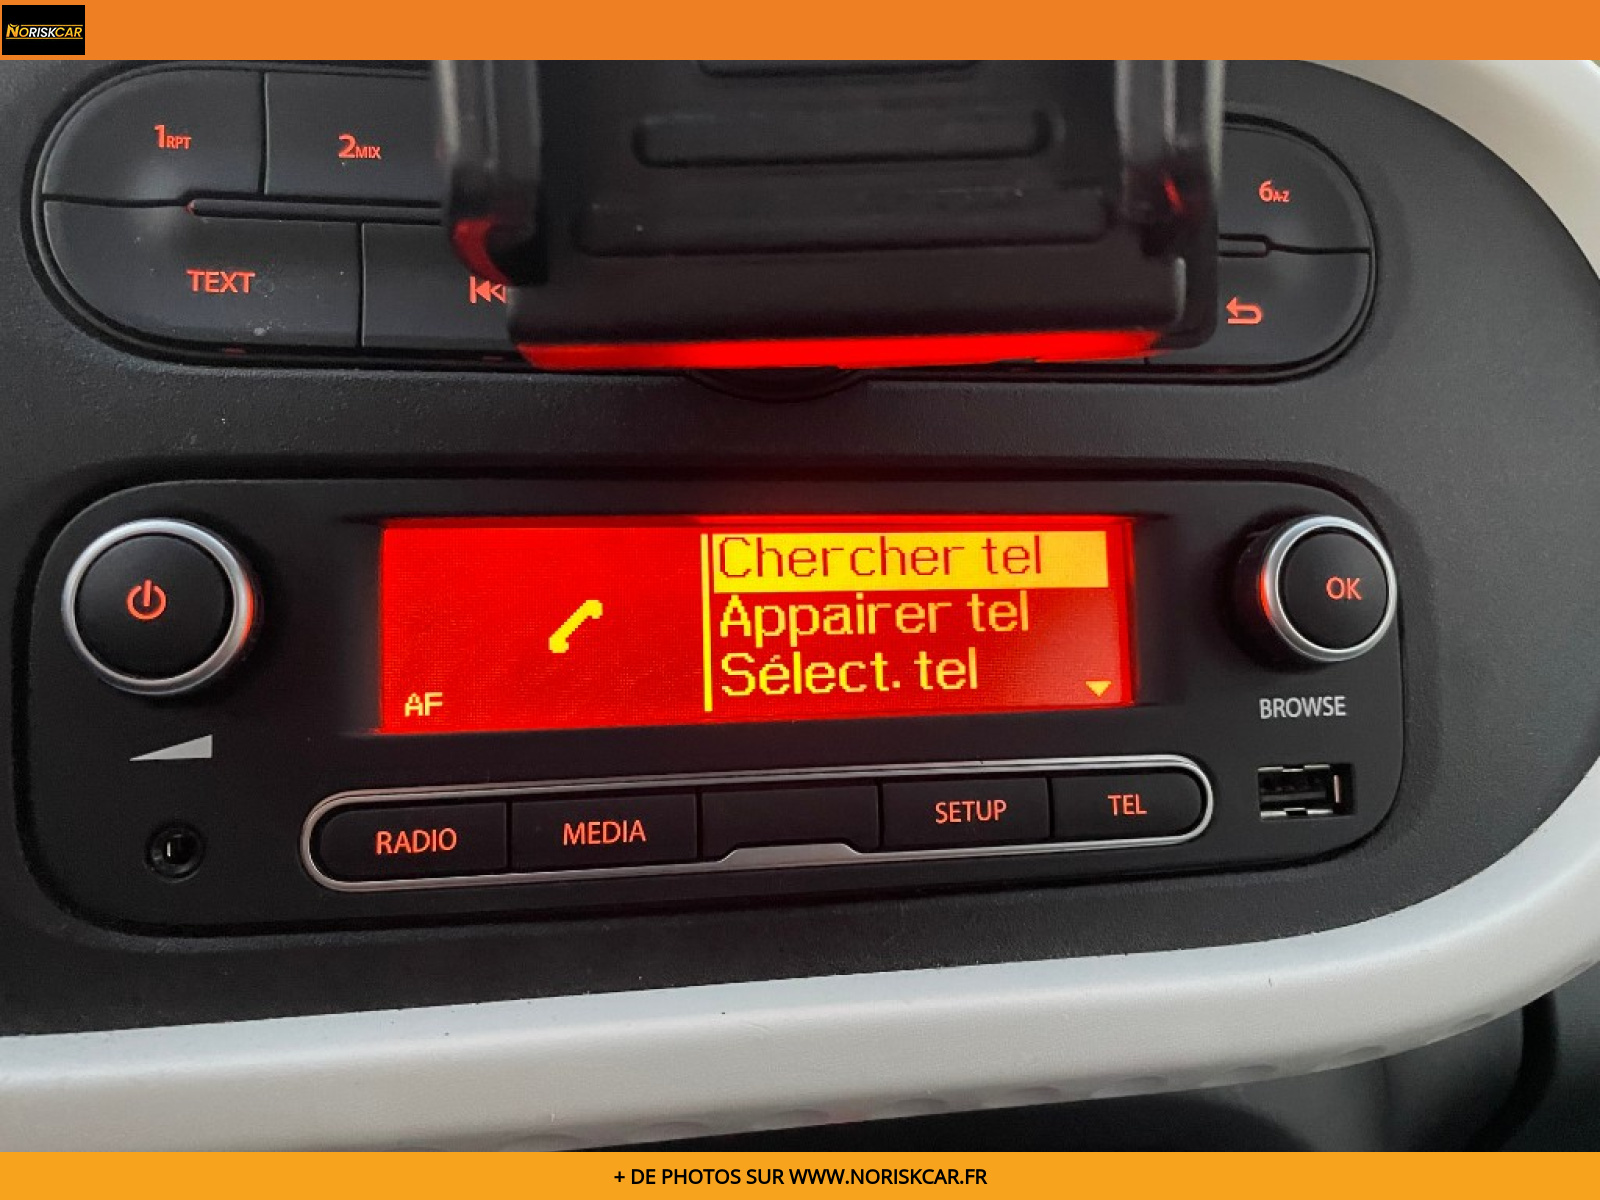 NORISKCAR
1RPT
2MIX
6A-Z
TEXT
Chercher tel
Appairer tel
Sélect. tel
AF
OK
BROWSE
RADIO
MEDIA
SETUP
TEL
+ DE PHOTOS SUR WWW.NORISKCAR.FR